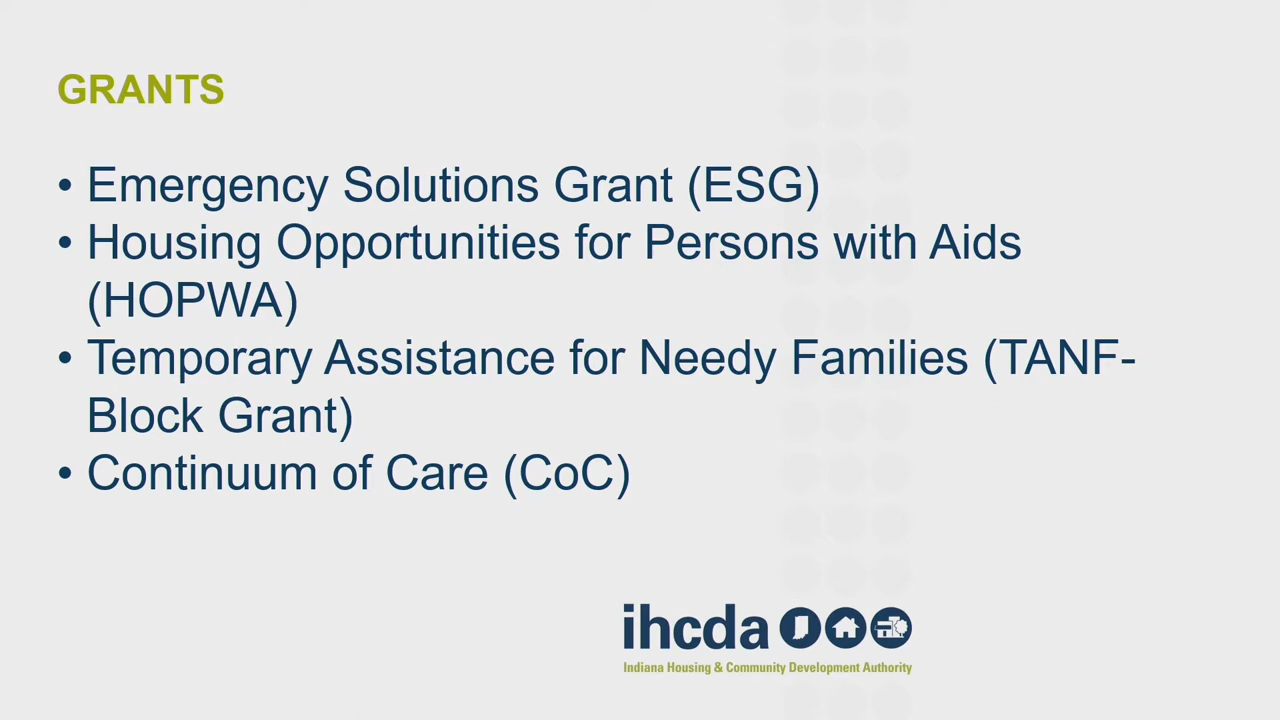 GRANTS
• Emergency Solutions Grant (ESG)
• Housing Opportunities for Persons with Aids
(HOPWA)
• Temporary Assistance for Needy Families (TANF-
Block Grant)
• Continuum of Care (CoC)
ihcda
Indiana Housing & Community Development Authority